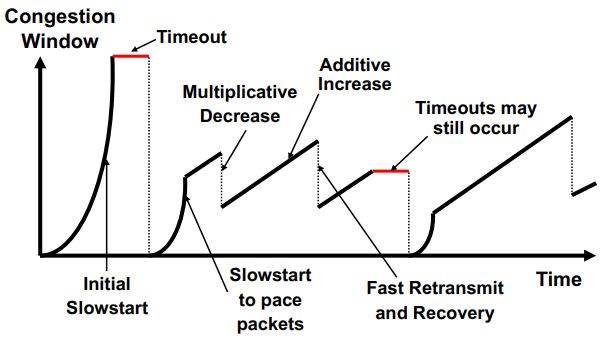 Congestion
Window
Timeout
Multiplicative
Decrease
Additive
Increase
Timeouts may
still occur
Initial
Slowstart
Slowstart
to pace
packets
Fast Retransmit
and Recovery
Time